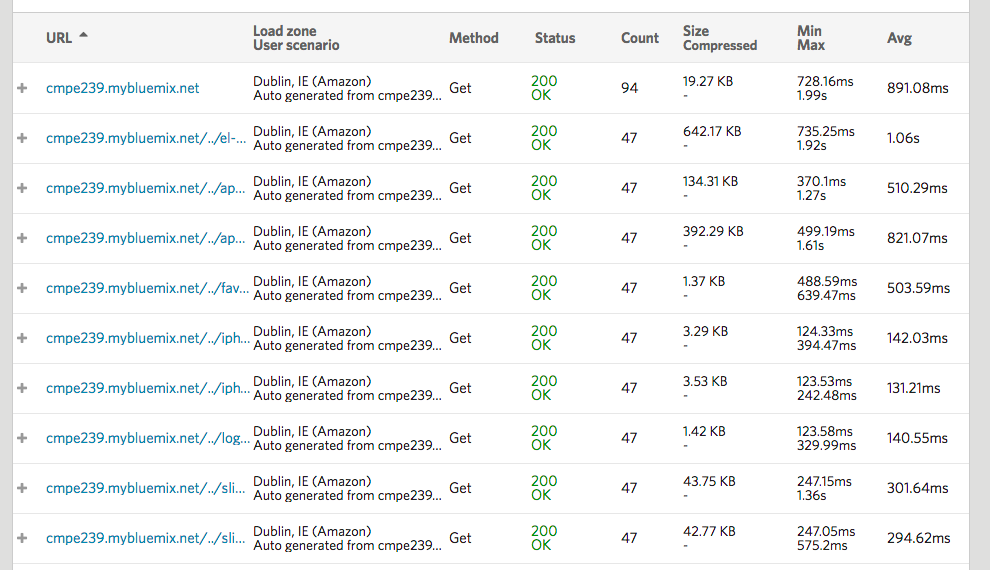 URL Load zone User scenario Method Status Count Size Compressed Min Max Avg
cmpe239.mybluemix.net Dublin, IE (Amazon) Auto generated from cmpe239... Get 200 OK 94 19.27 KB - 728.16ms 1.99s 891.08ms
cmpe239.mybluemix.net/../el-... Dublin, IE (Amazon) Auto generated from cmpe239... Get 200 OK 47 642.17 KB - 735.25ms 1.92s 1.06s
cmpe239.mybluemix.net/../ap... Dublin, IE (Amazon) Auto generated from cmpe239... Get 200 OK 47 134.31 KB - 370.1ms 1.27s 510.29ms
cmpe239.mybluemix.net/../ap... Dublin, IE (Amazon) Auto generated from cmpe239... Get 200 OK 47 392.29 KB - 499.19ms 1.61s 821.07ms
cmpe239.mybluemix.net/../fav... Dublin, IE (Amazon) Auto generated from cmpe239... Get 200 OK 47 1.37 KB - 488.59ms 639.47ms 503.59ms
cmpe239.mybluemix.net/../iph... Dublin, IE (Amazon) Auto generated from cmpe239... Get 200 OK 47 3.29 KB - 124.33ms 394.47ms 142.03ms
cmpe239.mybluemix.net/../iph... Dublin, IE (Amazon) Auto generated from cmpe239... Get 200 OK 47 3.53 KB - 123.53ms 242.48ms 131.21ms
cmpe239.mybluemix.net/../log... Dublin, IE (Amazon) Auto generated from cmpe239... Get 200 OK 47 1.42 KB - 123.58ms 329.99ms 140.55ms
cmpe239.mybluemix.net/../sli... Dublin, IE (Amazon) Auto generated from cmpe239... Get 200 OK 47 43.75 KB - 247.15ms 1.36s 301.64ms
cmpe239.mybluemix.net/../sli... Dublin, IE (Amazon) Auto generated from cmpe239... Get 200 OK 47 42.77 KB - 247.05ms 575.2ms 294.62ms